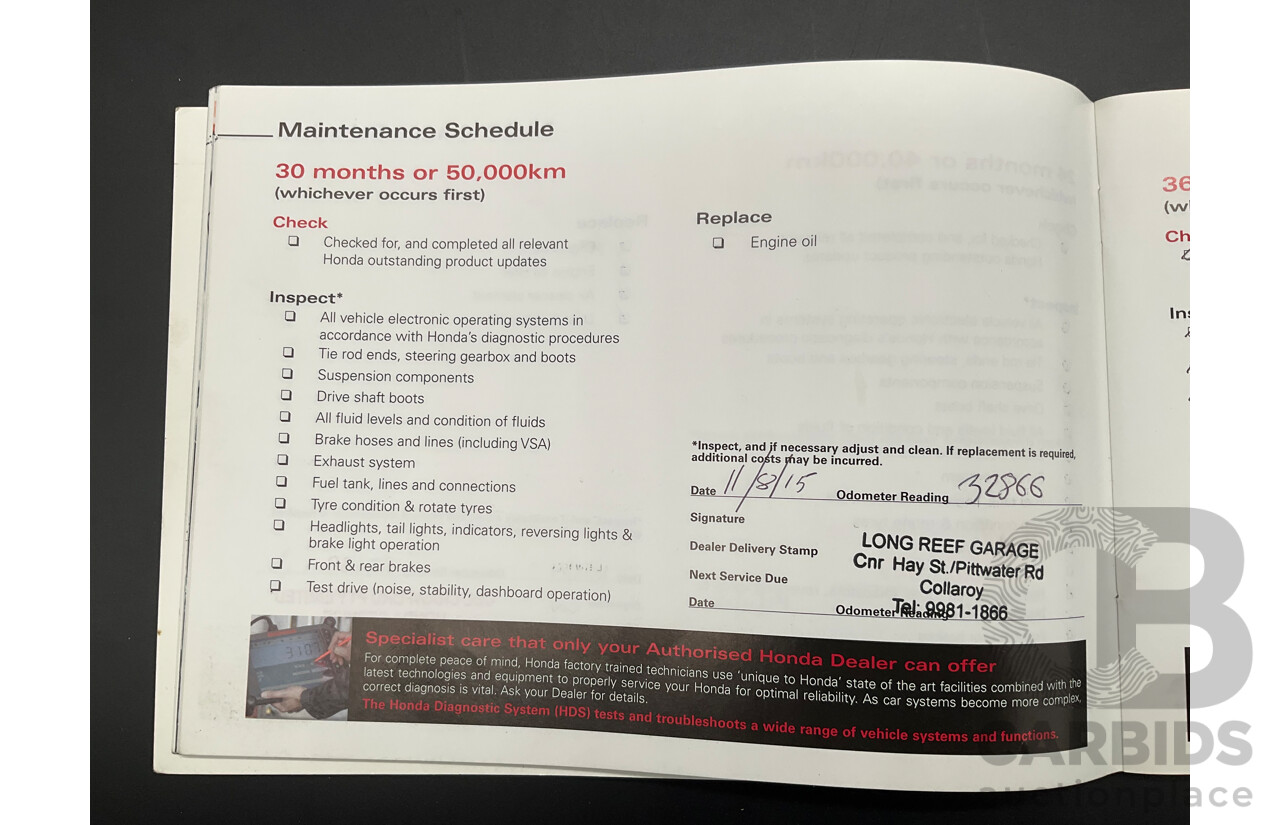 Maintenance Schedule
30 months or 50,000km
(whichever occurs first)
Check
Checked for, and completed all relevant
Honda outstanding product updates
Inspect*
All vehicle electronic operating systems in
accordance with Honda's diagnostic procedures
Tie rod ends, steering gearbox and boots
Suspension components
Drive shaft boots
All fluid levels and condition of fluids
Brake hoses and lines (including VSA)
Exhaust system
Fuel tank, lines and connections
Tyre condition & rotate tyres
Headlights, tail lights, indicators, reversing lights &
brake light operation
Front & rear brakes
Test drive (noise, stability, dashboard operation)
Replace
Engine oil
*Inspect, and if necessary adjust and clean. If replacement is required,
additional costs may be incurred.
Date 11/8/15 Odometer Reading 32866
Signature
Dealer Delivery Stamp
LONG REEF GARAGE
Cnr Hay St./Pittwater Rd
Collaroy
Tel: 9981-1866
Next Service Due
Date Odometer Reading
Specialist care that only your Authorised Honda Dealer can offer
For complete peace of mind, Honda factory trained technicians use 'unique to Honda' state of the art facilities combined with the
latest technologies and equipment to properly service your Honda for optimal reliability. As car systems become more complex,
correct diagnosis is vital. Ask your Dealer for details.
The Honda Diagnostic System (HDS) tests and troubleshoots a wide range of vehicle systems and functions.
36
(w
Ch
Ins
CARBIDS
auctionplace